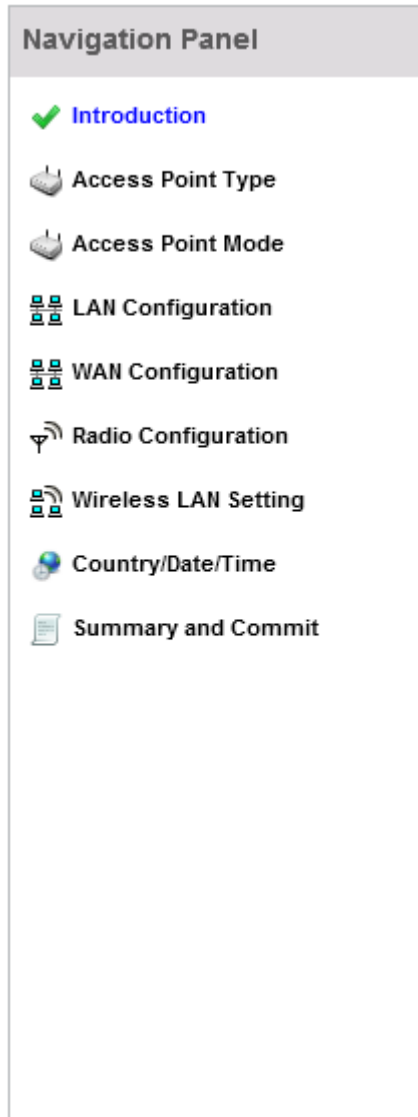 Navigation Panel
Introduction
Access Point Type
Access Point Mode
LAN Configuration
WAN Configuration
Radio Configuration
Wireless LAN Setting
Country/Date/Time
Summary and Commit